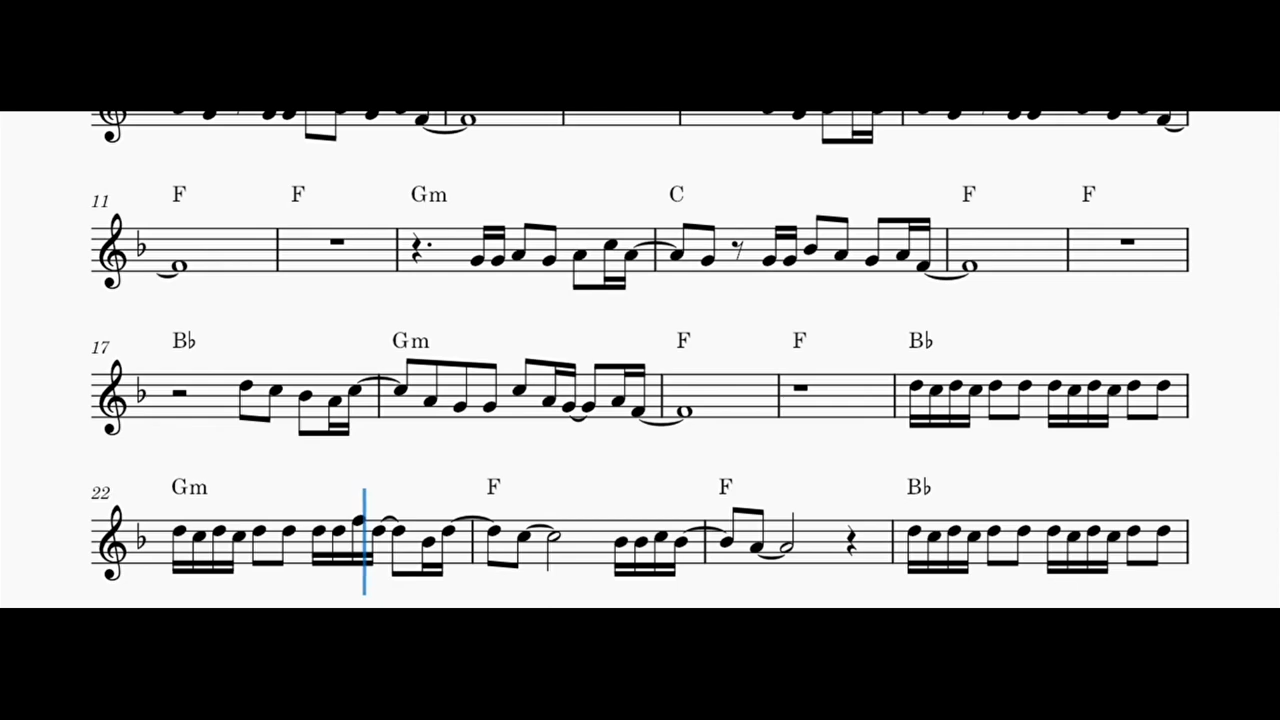 11 F F Gm C F F
17 B♭ Gm F F B♭
22 Gm F F B♭